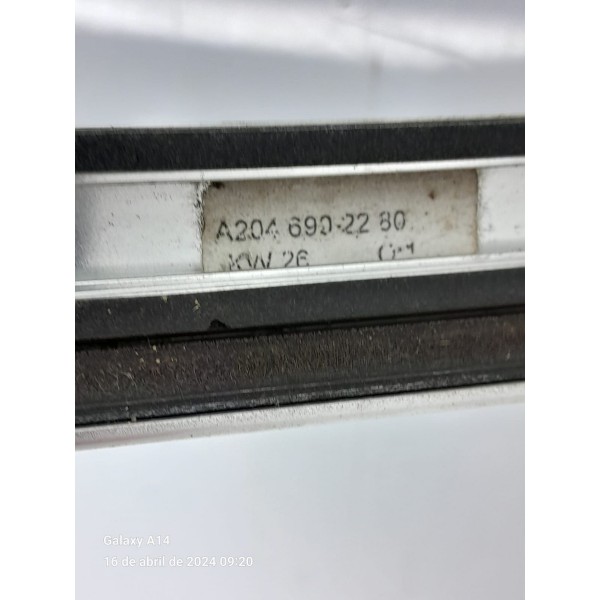 A204 690 22 80
KW 26
Galaxy A14
16 de abril de 2024 09:20